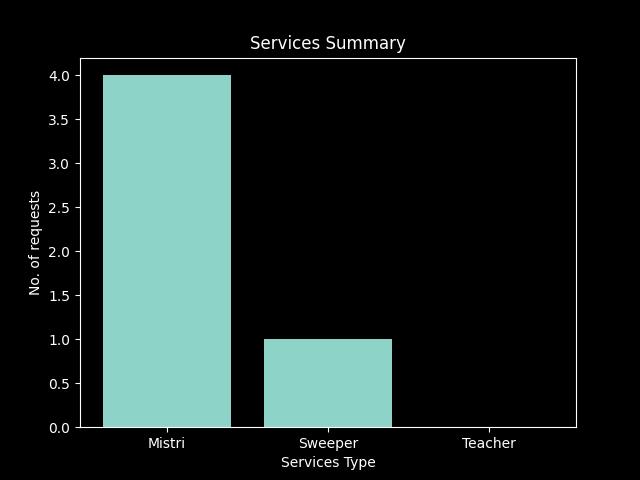 Services Summary
4.0
3.5
3.0
2.5
2.0
1.5
1.0
0.5
0.0
No. of requests
Mistri Sweeper Teacher
Services Type